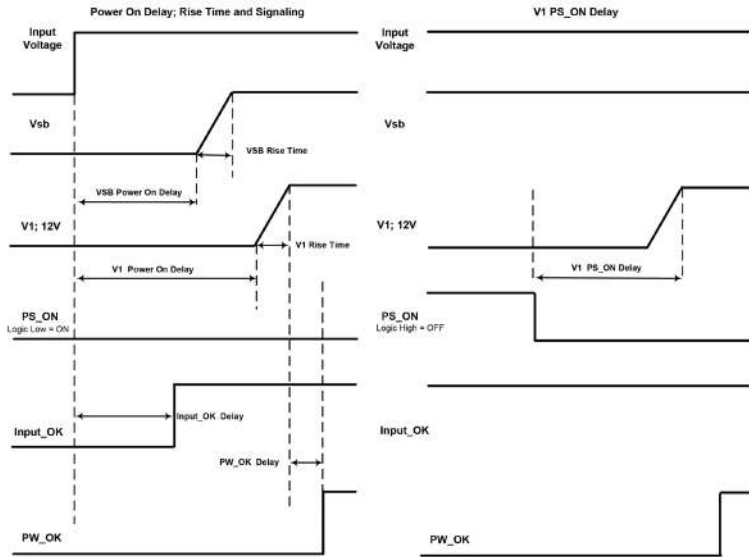 Power On Delay; Rise Time and Signaling
Input
Voltage
Vsb
VSB Rise Time
VSB Power On Delay
V1; 12V
V1 Rise Time
V1 Power On Delay
PS_ON
Logic Low = ON
Input_OK Delay
Input_OK
PW_OK Delay
PW_OK
V1 PS_ON Delay
Input
Voltage
Vsb
V1; 12V
V1 PS_ON Delay
PS_ON
Logic High = OFF
Input_OK
PW_OK